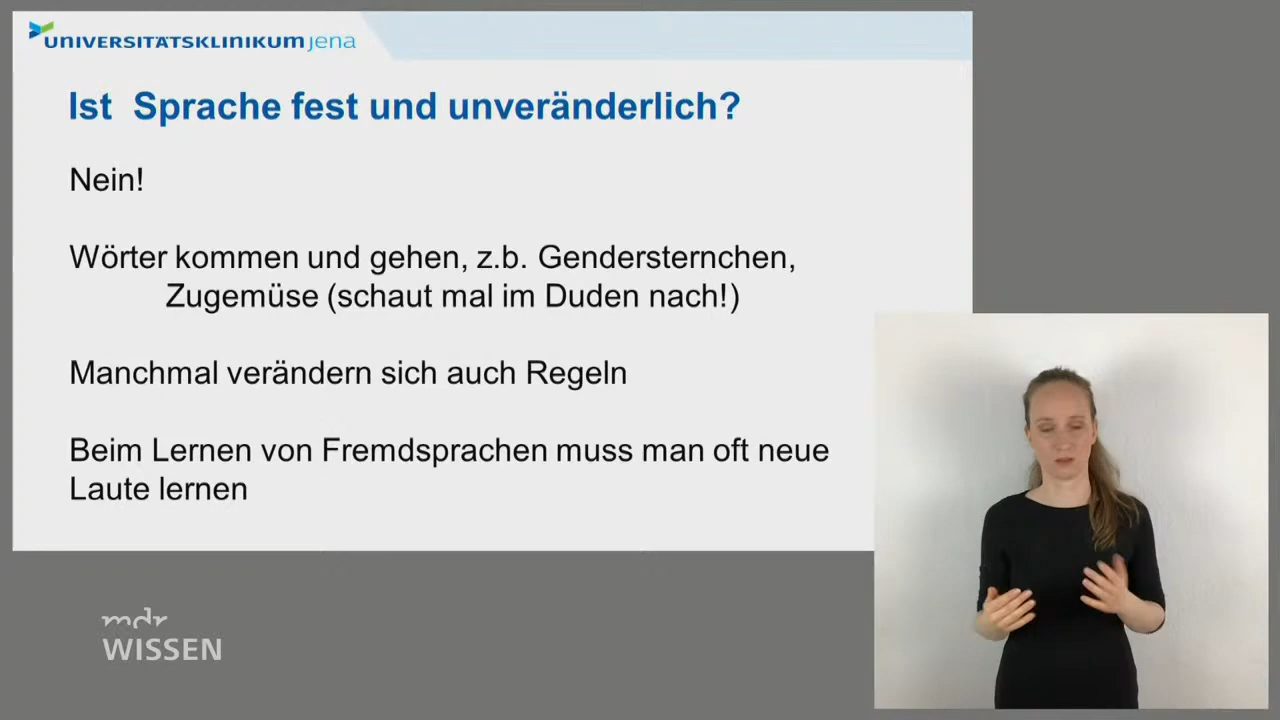 UNIVERSITÄTSKLINIKUM jena
Ist  Sprache fest und unveränderlich?
Nein!
Wörter kommen und gehen, z.b. Gendersternchen,
Zugemüse (schaut mal im Duden nach!)
Manchmal verändern sich auch Regeln
Beim Lernen von Fremdsprachen muss man oft neue
Laute lernen
mdr
WISSEN